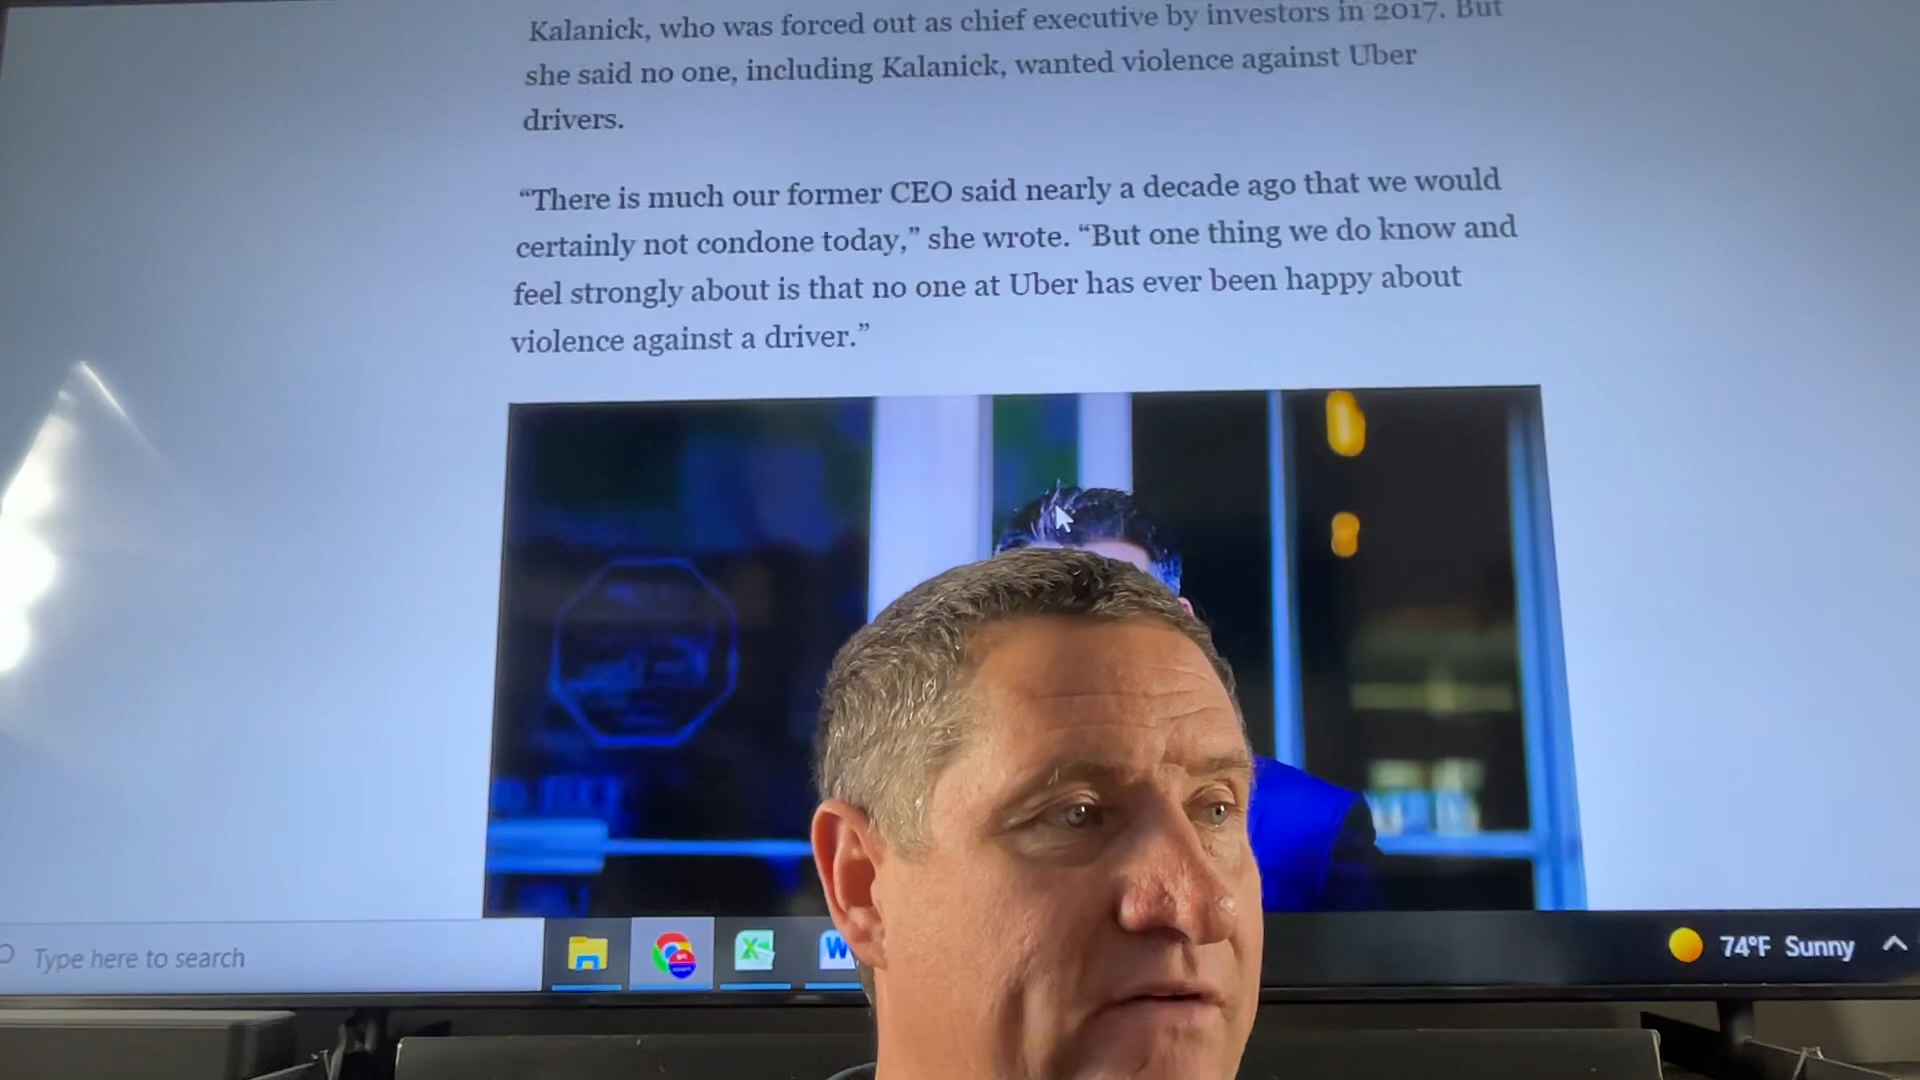 Kalanick, who was forced out as chief executive by investors in 2017. But
she said no one, including Kalanick, wanted violence against Uber
drivers.
“There is much our former CEO said nearly a decade ago that we would
certainly not condone today,” she wrote. “But one thing we do know and
feel strongly about is that no one at Uber has ever been happy about
violence against a driver.”
Type here to search
74°F Sunny